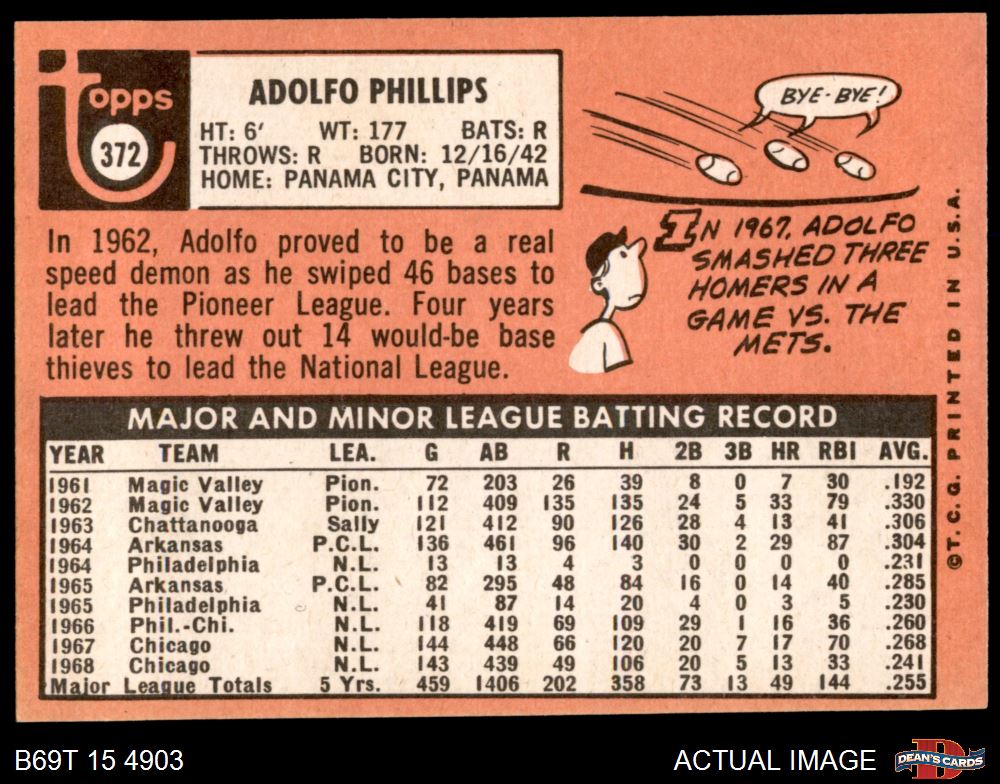 Topps
372
ADOLFO PHILLIPS
HT: 6' WT: 177 BATS: R
THROWS: R BORN: 12/16/42
HOME: PANAMA CITY, PANAMA
BYE-BYE!
In 1962, Adolfo proved to be a real
speed demon as he swiped 46 bases to
lead the Pioneer League. Four years
later he threw out 14 would-be base
thieves to lead the National League.
IN 1967, ADOLFO
SMASHED THREE
HOMERS IN A
GAME VS. THE
METS.
MAJOR AND MINOR LEAGUE BATTING RECORD
YEAR TEAM LEA. G AB R H 2B 3B HR RBI AVG.
1961 Magic Valley Pion. 72 203 26 39 8 0 7 30 .192
1962 Magic Valley Pion. 112 409 135 135 24 5 33 79 .330
1963 Chattanooga Sally 121 412 90 126 28 4 13 41 .306
1964 Arkansas P.C.L. 136 461 96 140 30 2 29 87 .304
1964 Philadelphia N.L. 13 13 4 3 0 0 0 0 .231
1965 Arkansas P.C.L. 82 295 48 84 16 0 14 40 .285
1965 Philadelphia N.L. 41 87 14 20 4 0 3 5 .230
1966 Phil.-Chi. N.L. 118 419 69 109 29 1 16 36 .260
1967 Chicago N.L. 144 448 66 120 20 7 17 70 .268
1968 Chicago N.L. 143 439 49 106 20 5 13 33 .241
Major League Totals 5 Yrs. 459 1406 202 358 73 13 49 144 .255
©T.C.G. PRINTED IN U.S.A.
B69T 15 4903
ACTUAL IMAGE
D
DEAN'S CARDS